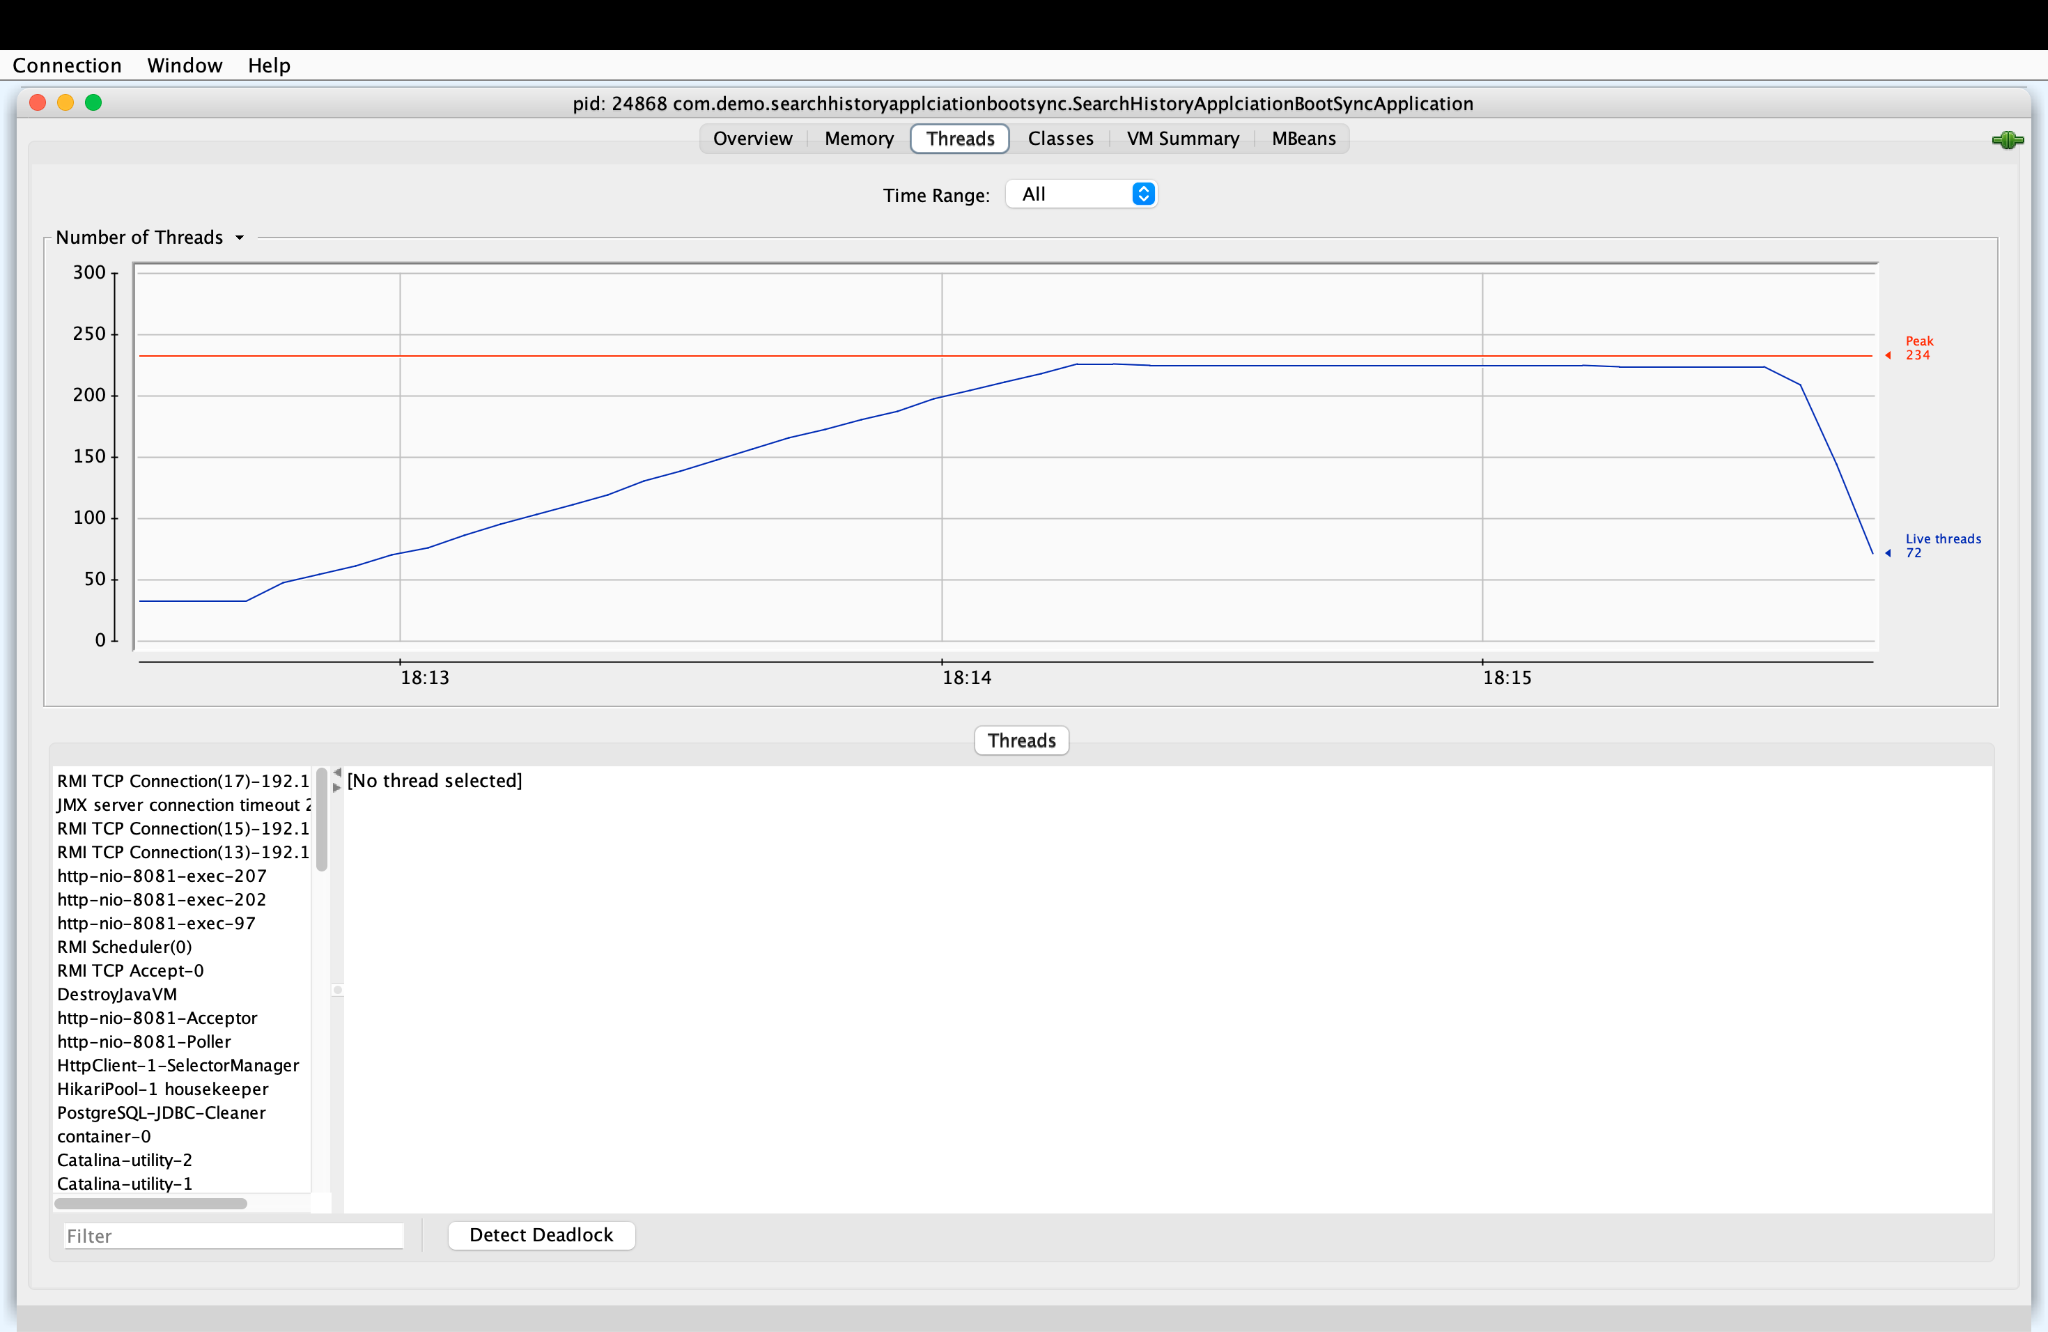 Connection Window Help
pid: 24868 com.demo.searchhistoryapplciationbootsync.SearchHistoryApplciationBootSyncApplication
Overview Memory Threads Classes VM Summary MBeans
Time Range: All
Number of Threads
300
250
200
150
100
50
0
Peak
234
Live threads
72
18:13 18:14 18:15
Threads
RMI TCP Connection(17)-192.1
JMX server connection timeout 2
RMI TCP Connection(15)-192.1
RMI TCP Connection(13)-192.1
http-nio-8081-exec-207
http-nio-8081-exec-202
http-nio-8081-exec-97
RMI Scheduler(0)
RMI TCP Accept-0
DestroyJavaVM
http-nio-8081-Acceptor
http-nio-8081-Poller
HttpClient-1-SelectorManager
HikariPool-1 housekeeper
PostgreSQL-JDBC-Cleaner
container-0
Catalina-utility-2
Catalina-utility-1
[No thread selected]
Filter
Detect Deadlock